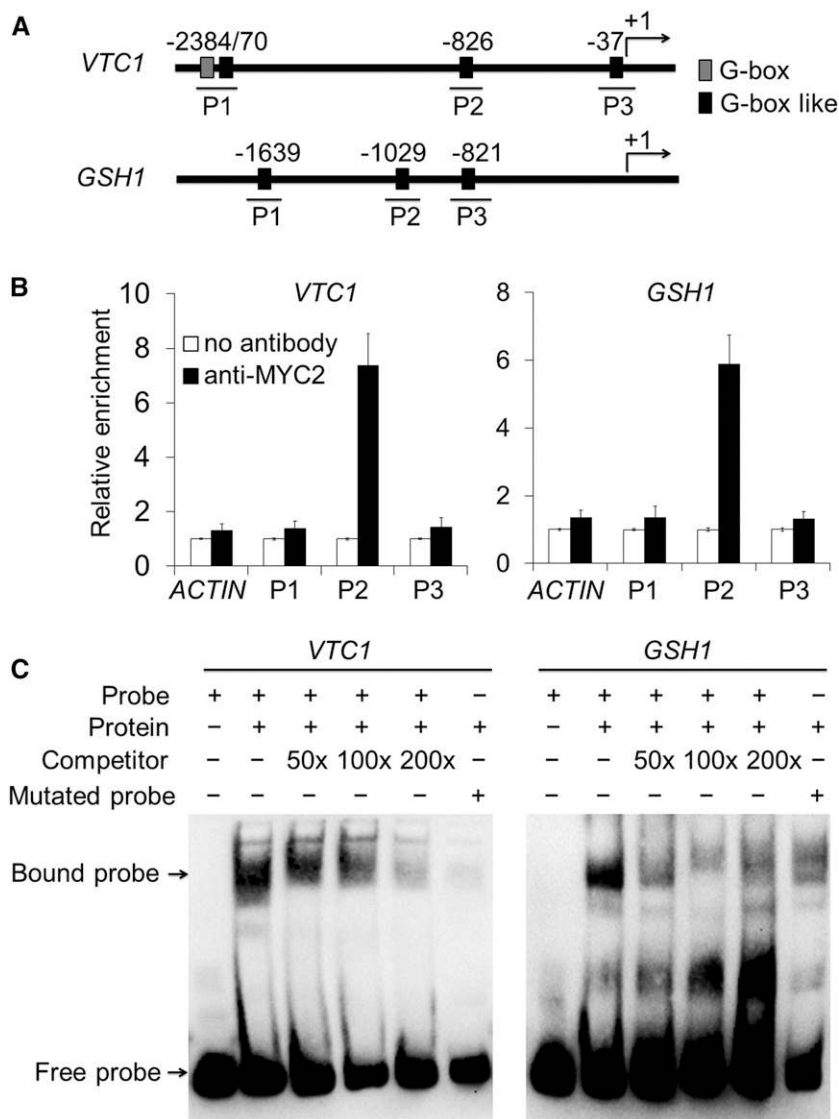 A
-2384/70 -826 -37 +1
VTC1
P1 P2 P3
G-box
G-box like
-1639 -1029 -821 +1
GSH1
P1 P2 P3
B
VTC1
Relative enrichment
10
8
6
4
2
0
no antibody
anti-MYC2
ACTIN P1 P2 P3
GSH1
8
6
4
2
0
ACTIN P1 P2 P3
C
VTC1 GSH1
Probe + + + + + − + + + + + −
Protein − + + + + + − + + + + +
Competitor − − 50x 100x 200x − − − 50x 100x 200x −
Mutated probe − − − − − + − − − − − +
Bound probe →
Free probe →